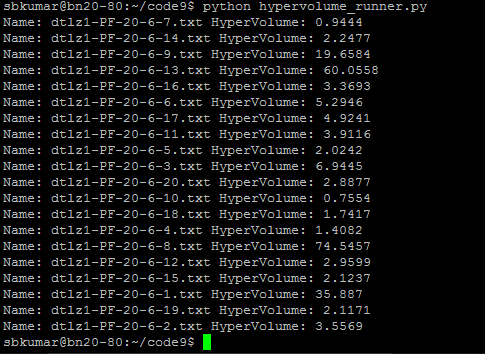 sbkumar@bn20-80:~/code9$ python hypervolume_runner.py
Name: dtlz1-PF-20-6-7.txt HyperVolume: 0.9444
Name: dtlz1-PF-20-6-14.txt HyperVolume: 2.2477
Name: dtlz1-PF-20-6-9.txt HyperVolume: 19.6584
Name: dtlz1-PF-20-6-13.txt HyperVolume: 60.0558
Name: dtlz1-PF-20-6-16.txt HyperVolume: 3.3693
Name: dtlz1-PF-20-6-6.txt HyperVolume: 5.2946
Name: dtlz1-PF-20-6-17.txt HyperVolume: 4.9241
Name: dtlz1-PF-20-6-11.txt HyperVolume: 3.9116
Name: dtlz1-PF-20-6-5.txt HyperVolume: 2.0242
Name: dtlz1-PF-20-6-3.txt HyperVolume: 6.9445
Name: dtlz1-PF-20-6-20.txt HyperVolume: 2.8877
Name: dtlz1-PF-20-6-10.txt HyperVolume: 0.7554
Name: dtlz1-PF-20-6-18.txt HyperVolume: 1.7417
Name: dtlz1-PF-20-6-4.txt HyperVolume: 1.4082
Name: dtlz1-PF-20-6-8.txt HyperVolume: 74.5457
Name: dtlz1-PF-20-6-12.txt HyperVolume: 2.9599
Name: dtlz1-PF-20-6-15.txt HyperVolume: 2.1237
Name: dtlz1-PF-20-6-1.txt HyperVolume: 35.887
Name: dtlz1-PF-20-6-19.txt HyperVolume: 2.1171
Name: dtlz1-PF-20-6-2.txt HyperVolume: 3.5569
sbkumar@bn20-80:~/code9$